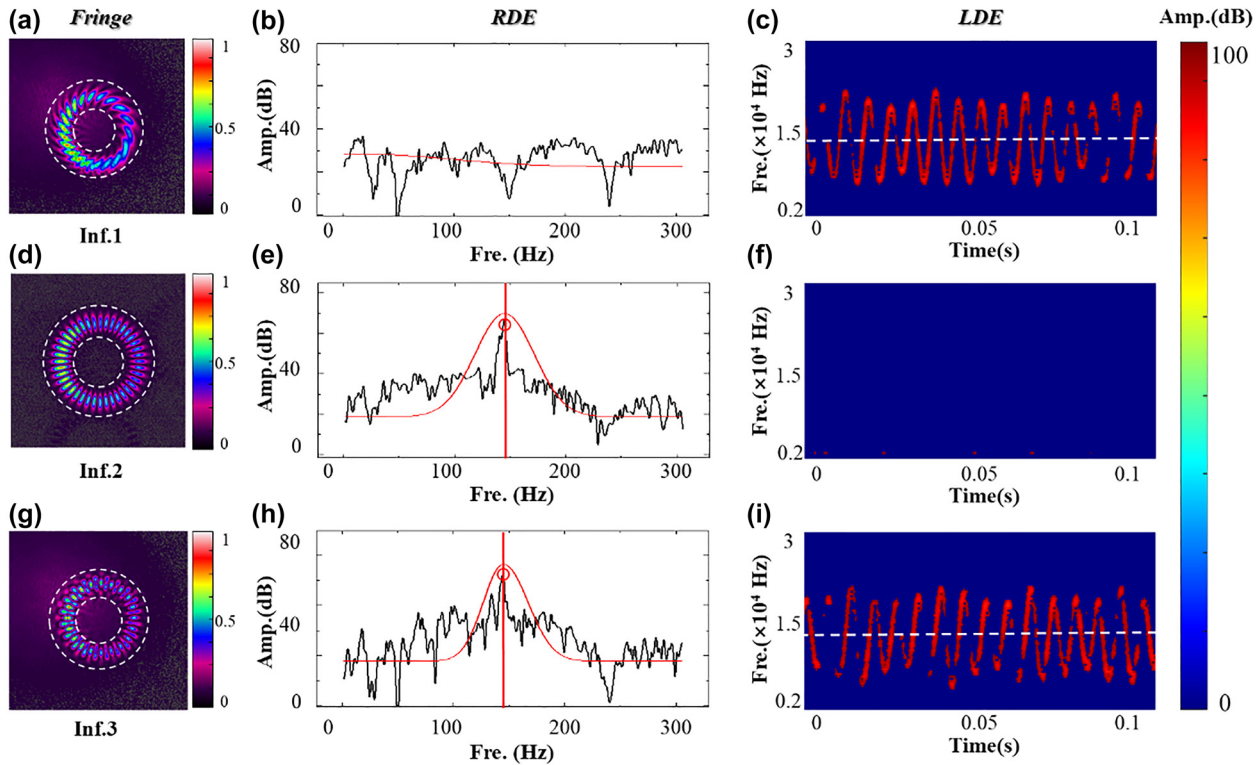 (a) Fringe (b) RDE (c) LDE Amp.(dB)
1
0.5
0
Inf.1
80
40
0
Amp.(dB)
0 100 200 300
Fre. (Hz)
3
1.5
0.2
Fre.(×10⁴ Hz)
0 0.05 0.1
Time(s)
100
0
(d) (e) (f)
1
0.5
0
Inf.2
80
40
0
Amp.(dB)
0 100 200 300
Fre. (Hz)
3
1.5
0.2
Fre.(×10⁴ Hz)
0 0.05 0.1
Time(s)
(g) (h) (i)
1
0.5
0
Inf.3
80
40
0
Amp.(dB)
0 100 200 300
Fre. (Hz)
3
1.5
0.2
Fre.(×10⁴ Hz)
0 0.05 0.1
Time(s)